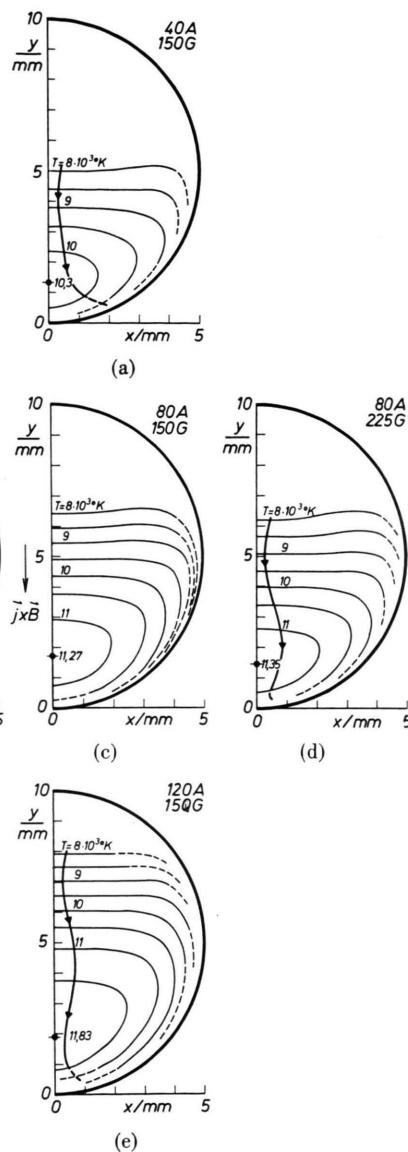 10
y/mm
40A
150G
5
T=8·10³°K
9
10
10,3
0
0
x/mm
5
(a)
10
y/mm
80A
150G
T=8·10³°K
9
5
10
j×B
11
11,27
0
0
x/mm
5
(c)
10
y/mm
80A
225G
T=8·10³°K
5
9
10
11
11,35
0
0
x/mm
5
(d)
10
y/mm
120A
150G
T=8·10³°K
9
10
5
11
11,83
0
0
x/mm
5
(e)